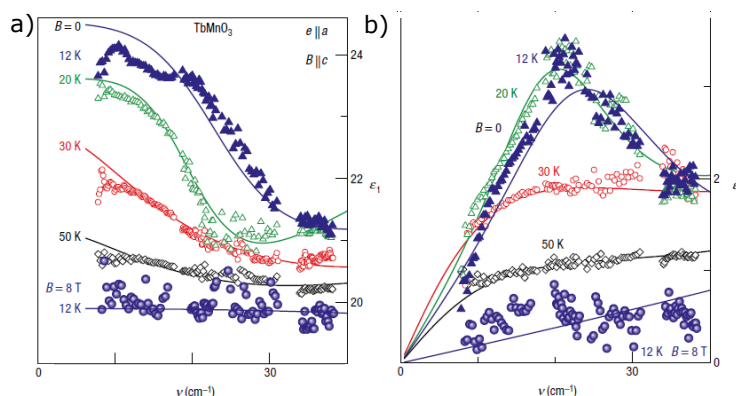 a)
B = 0
TbMnO₃
e || a
24
12 K
B || c
20 K
30 K
22
ε₁
50 K
B = 8 T
12 K
20
0
30
ν (cm⁻¹)
b)
12 K
20 K
B = 0
30 K
2
ε
50 K
12 K B = 8 T
0
0
30
ν (cm⁻¹)